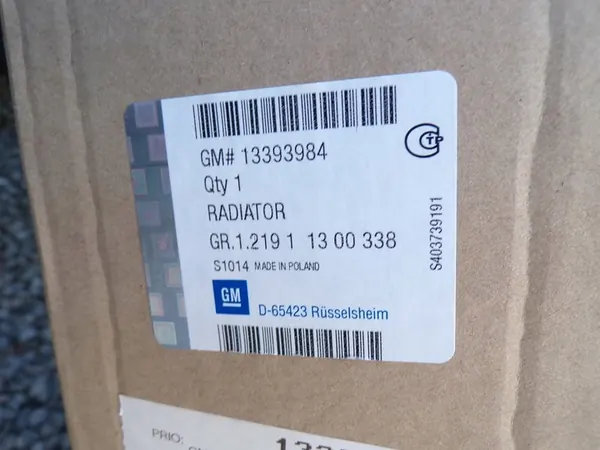 GM# 13393984
Qty 1
RADIATOR
GR.1.219 1 13 00 338
S1014 MADE IN POLAND
GM
D-65423 Rüsselsheim
S403739191
PRIO: